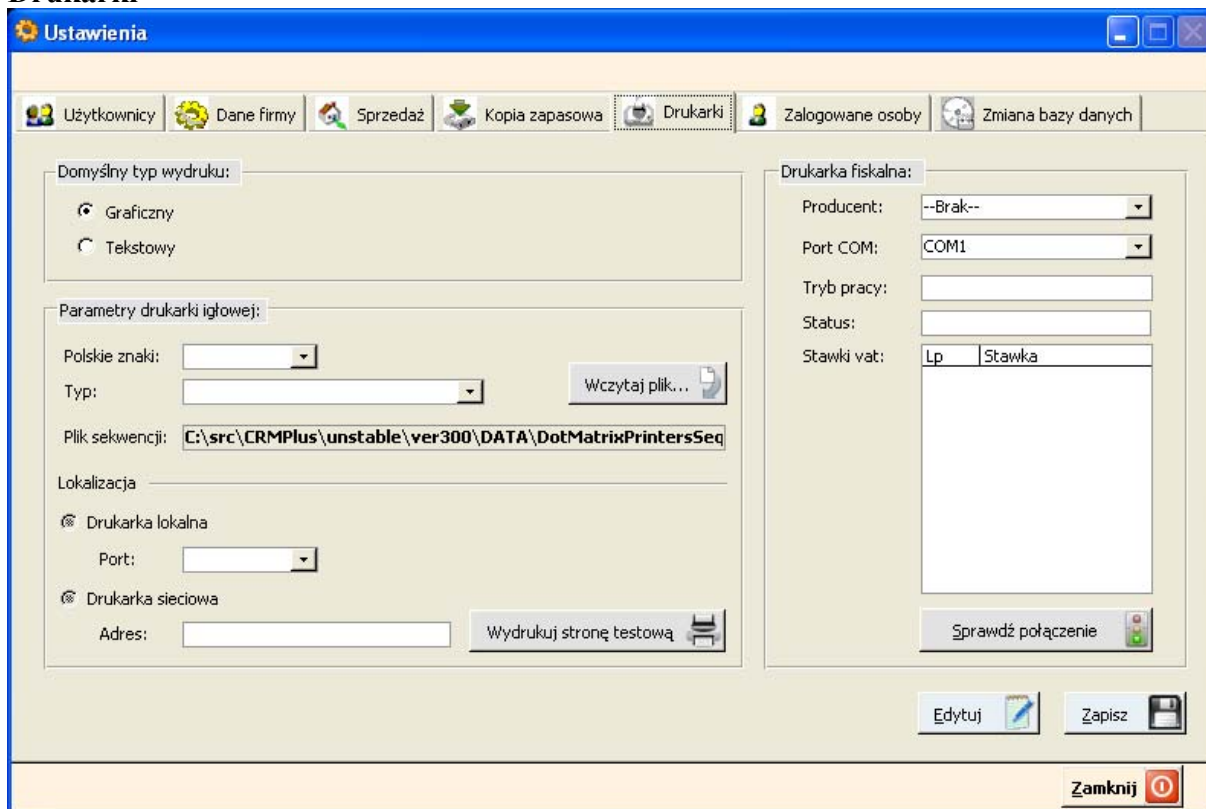 Drukarki
Ustawienia
Użytkownicy Dane firmy Sprzedaż Kopia zapasowa Drukarki Zalogowane osoby Zmiana bazy danych
Domyślny typ wydruku:
Graficzny
Tekstowy
Parametry drukarki igłowej:
Polskie znaki:
Typ:
Wczytaj plik...
Plik sekwencji: C:\src\CRMPlus\unstable\ver300\DATA\DotMatrixPrintersSeq
Lokalizacja
Drukarka lokalna
Port:
Drukarka sieciowa
Adres:
Wydrukuj stronę testową
Drukarka fiskalna:
Producent: --Brak--
Port COM: COM1
Tryb pracy:
Status:
Stawki vat: Lp Stawka
Sprawdź połączenie
Edytuj Zapisz
Zamknij